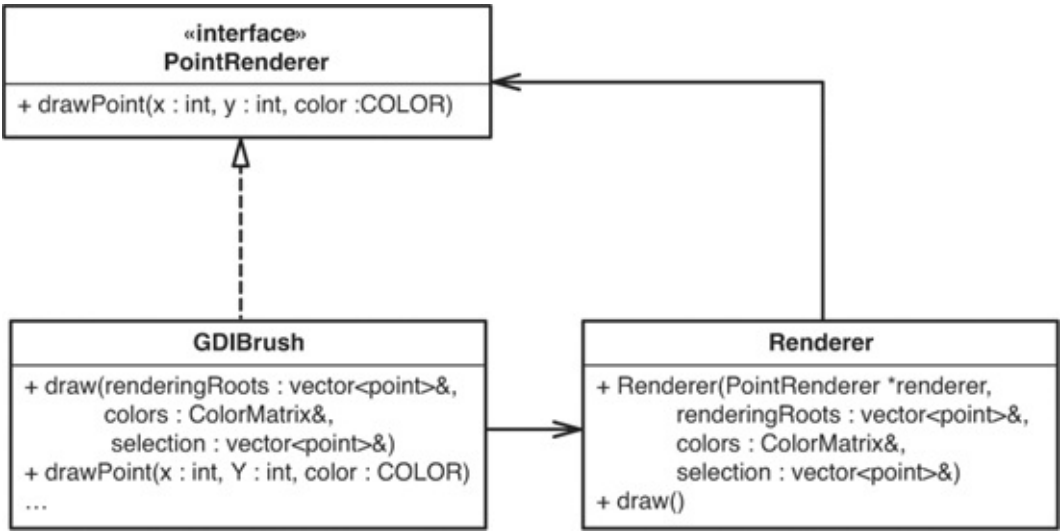 «interface»
PointRenderer
+ drawPoint(x : int, y : int, color :COLOR)
GDIBrush
+ draw(renderingRoots : vector<point>&,
colors : ColorMatrix&,
selection : vector<point>&)
+ drawPoint(x : int, Y : int, color : COLOR)
...
Renderer
+ Renderer(PointRenderer *renderer,
renderingRoots : vector<point>&,
colors : ColorMatrix&,
selection : vector<point>&)
+ draw()